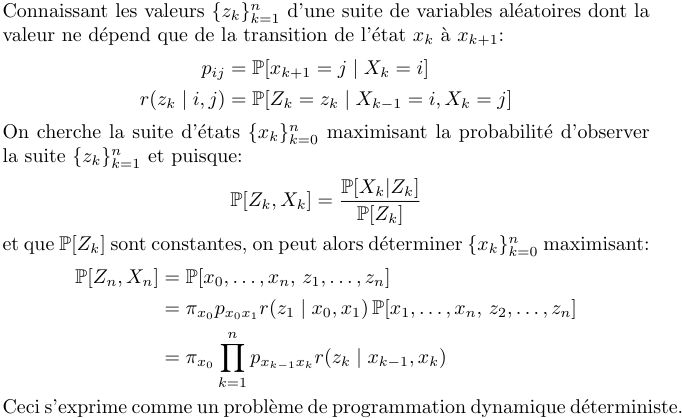 Connaissant les valeurs $\{z_k\}_{k=1}^n$ d'une suite de variables aléatoires dont la
valeur ne dépend que de la transition de l'état $x_k$ à $x_{k+1}$:
$p_{ij} = \mathbb{P}[x_{k+1} = j \mid X_k = i]$
$r(z_k \mid i, j) = \mathbb{P}[Z_k = z_k \mid X_{k-1} = i, X_k = j]$
On cherche la suite d'états $\{x_k\}_{k=0}^n$ maximisant la probabilité d'observer
la suite $\{z_k\}_{k=1}^n$ et puisque:
$\mathbb{P}[Z_k, X_k] = \frac{\mathbb{P}[X_k|Z_k]}{\mathbb{P}[Z_k]}$
et que $\mathbb{P}[Z_k]$ sont constantes, on peut alors déterminer $\{x_k\}_{k=0}^n$ maximisant:
$\mathbb{P}[Z_n, X_n] = \mathbb{P}[x_0, \ldots, x_n, z_1, \ldots, z_n]$
$= \pi_{x_0} p_{x_0 x_1} r(z_1 \mid x_0, x_1) \, \mathbb{P}[x_1, \ldots, x_n, z_2, \ldots, z_n]$
$= \pi_{x_0} \prod_{k=1}^{n} p_{x_{k-1} x_k} r(z_k \mid x_{k-1}, x_k)$
Ceci s'exprime comme un problème de programmation dynamique déterministe.